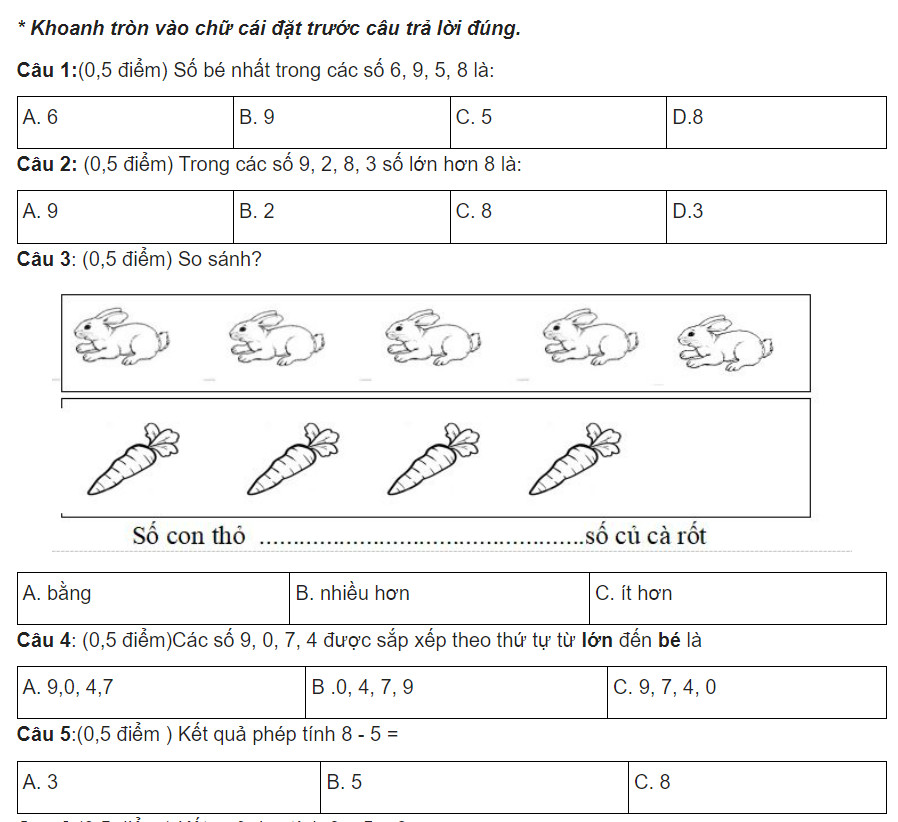 * Khoanh tròn vào chữ cái đặt trước câu trả lời đúng.
Câu 1:(0,5 điểm) Số bé nhất trong các số 6, 9, 5, 8 là:
A. 6 B. 9 C. 5 D.8
Câu 2: (0,5 điểm) Trong các số 9, 2, 8, 3 số lớn hơn 8 là:
A. 9 B. 2 C. 8 D.3
Câu 3: (0,5 điểm) So sánh?
Số con thỏ ................................................số củ cà rốt
A. bằng B. nhiều hơn C. ít hơn
Câu 4: (0,5 điểm)Các số 9, 0, 7, 4 được sắp xếp theo thứ tự từ lớn đến bé là
A. 9,0, 4,7 B .0, 4, 7, 9 C. 9, 7, 4, 0
Câu 5:(0,5 điểm ) Kết quả phép tính 8 - 5 =
A. 3 B. 5 C. 8